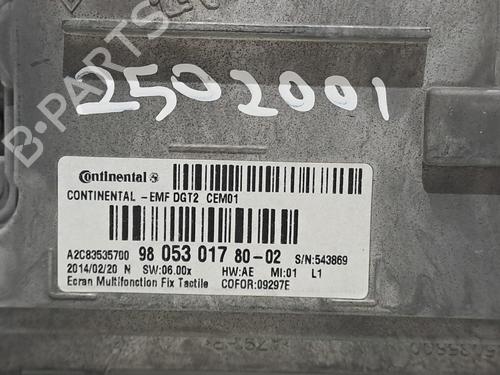 2502001
Continental
CONTINENTAL -EMF DGT2 CEM01
A2C83535700 98 053 017 80-02 S/N:543869
2014/02/20 N SW:06.00x HW:AE MI:01 L1
Ecran Multifonction Fix Tactile COFOR:09297E
B-PARTS